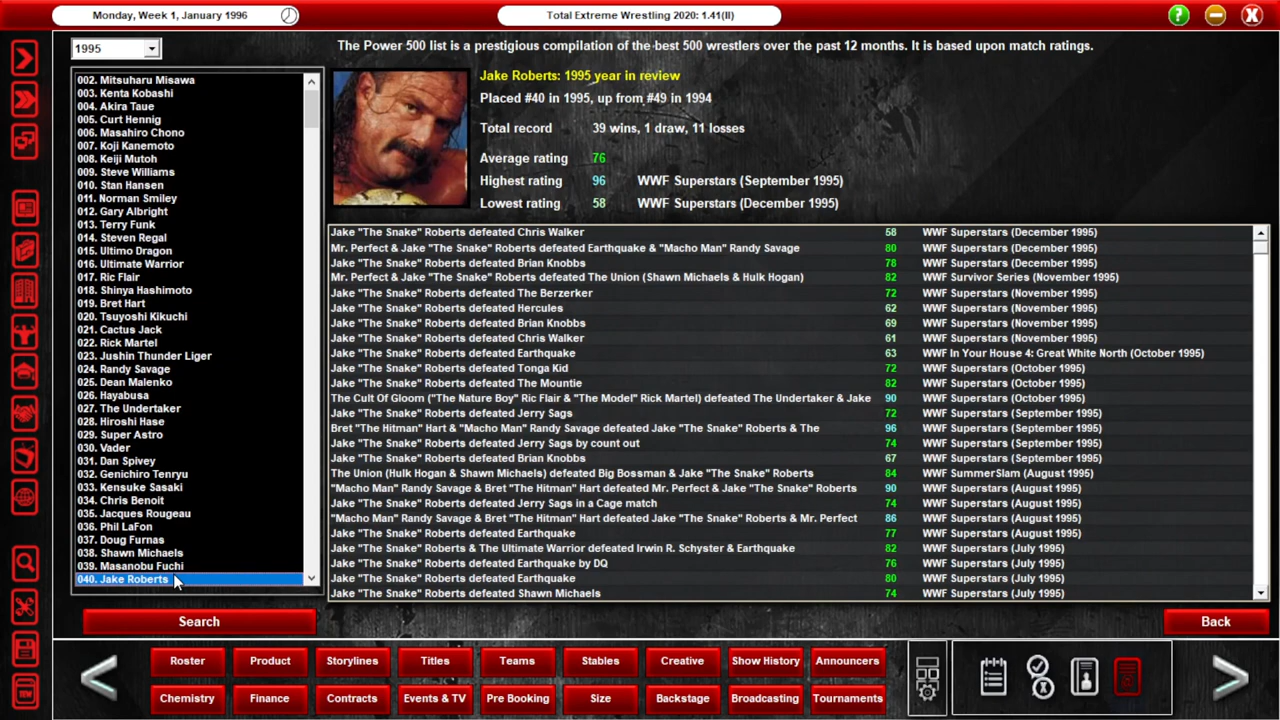 Monday, Week 1, January 1996
Total Extreme Wrestling 2020: 1.41(II)
1995
The Power 500 list is a prestigious compilation of the best 500 wrestlers over the past 12 months. It is based upon match ratings.
002. Mitsuharu Misawa
003. Kenta Kobashi
004. Akira Taue
005. Curt Hennig
006. Masahiro Chono
007. Koji Kanemoto
008. Keiji Mutoh
009. Steve Williams
010. Stan Hansen
011. Norman Smiley
012. Gary Albright
013. Terry Funk
014. Steven Regal
015. Ultimo Dragon
016. Ultimate Warrior
017. Ric Flair
018. Shinya Hashimoto
019. Bret Hart
020. Tsuyoshi Kikuchi
021. Cactus Jack
022. Rick Martel
023. Jushin Thunder Liger
024. Randy Savage
025. Dean Malenko
026. Hayabusa
027. The Undertaker
028. Hiroshi Hase
029. Super Astro
030. Vader
031. Dan Spivey
032. Genichiro Tenryu
033. Kensuke Sasaki
034. Chris Benoit
035. Jacques Rougeau
036. Phil LaFon
037. Doug Furnas
038. Shawn Michaels
039. Masanobu Fuchi
040. Jake Roberts
Jake Roberts: 1995 year in review
Placed #40 in 1995, up from #49 in 1994
Total record 39 wins, 1 draw, 11 losses
Average rating 76
Highest rating 96 WWF Superstars (September 1995)
Lowest rating 58 WWF Superstars (December 1995)
Jake "The Snake" Roberts defeated Chris Walker 58 WWF Superstars (December 1995)
Mr. Perfect & Jake "The Snake" Roberts defeated Earthquake & "Macho Man" Randy Savage 80 WWF Superstars (December 1995)
Jake "The Snake" Roberts defeated Brian Knobbs 78 WWF Superstars (December 1995)
Mr. Perfect & Jake "The Snake" Roberts defeated The Union (Shawn Michaels & Hulk Hogan) 82 WWF Survivor Series (November 1995)
Jake "The Snake" Roberts defeated The Berzerker 72 WWF Superstars (November 1995)
Jake "The Snake" Roberts defeated Hercules 62 WWF Superstars (November 1995)
Jake "The Snake" Roberts defeated Brian Knobbs 69 WWF Superstars (November 1995)
Jake "The Snake" Roberts defeated Chris Walker 61 WWF Superstars (November 1995)
Jake "The Snake" Roberts defeated Earthquake 63 WWF In Your House 4: Great White North (October 1995)
Jake "The Snake" Roberts defeated Tonga Kid 72 WWF Superstars (October 1995)
Jake "The Snake" Roberts defeated The Mountie 82 WWF Superstars (October 1995)
The Cult Of Gloom ("The Nature Boy" Ric Flair & "The Model" Rick Martel) defeated The Undertaker & Jake 90 WWF Superstars (October 1995)
Jake "The Snake" Roberts defeated Jerry Sags 72 WWF Superstars (September 1995)
Bret "The Hitman" Hart & "Macho Man" Randy Savage defeated Jake "The Snake" Roberts & The 96 WWF Superstars (September 1995)
Jake "The Snake" Roberts defeated Jerry Sags by count out 74 WWF Superstars (September 1995)
Jake "The Snake" Roberts defeated Brian Knobbs 67 WWF Superstars (September 1995)
The Union (Hulk Hogan & Shawn Michaels) defeated Big Bossman & Jake "The Snake" Roberts 84 WWF SummerSlam (August 1995)
"Macho Man" Randy Savage & Bret "The Hitman" Hart defeated Mr. Perfect & Jake "The Snake" Roberts 90 WWF Superstars (August 1995)
Jake "The Snake" Roberts defeated Jerry Sags in a Cage match 74 WWF Superstars (August 1995)
"Macho Man" Randy Savage & Bret "The Hitman" Hart defeated Jake "The Snake" Roberts & Mr. Perfect 86 WWF Superstars (August 1995)
Jake "The Snake" Roberts defeated Earthquake 77 WWF Superstars (August 1995)
Jake "The Snake" Roberts & The Ultimate Warrior defeated Irwin R. Schyster & Earthquake 82 WWF Superstars (July 1995)
Jake "The Snake" Roberts defeated Earthquake by DQ 76 WWF Superstars (July 1995)
Jake "The Snake" Roberts defeated Earthquake 80 WWF Superstars (July 1995)
Jake "The Snake" Roberts defeated Shawn Michaels 74 WWF Superstars (July 1995)
Search
Back
Roster Product Storylines Titles Teams Stables Creative Show History Announcers
Chemistry Finance Contracts Events & TV Pre Booking Size Backstage Broadcasting Tournaments